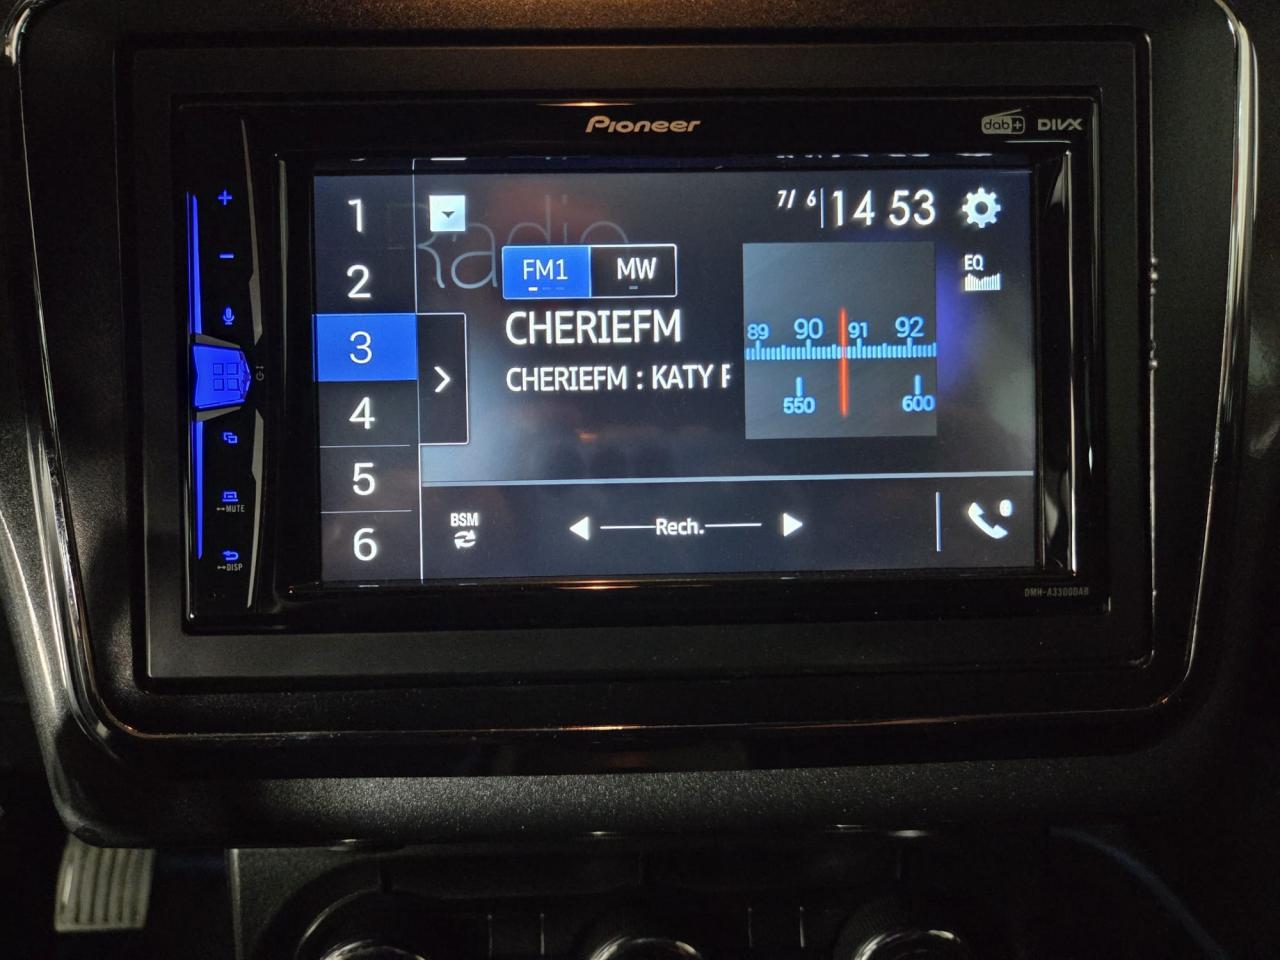 Pioneer
dab+ DIVX
1
2
3
4
5
6
Radio
7/ 6 14 53
FM1 MW
CHERIEFM
CHERIEFM : KATY
EQ
89 90 91 92
550 600
BSM
Rech.
MUTE
DISP
DMH-A3300DAB